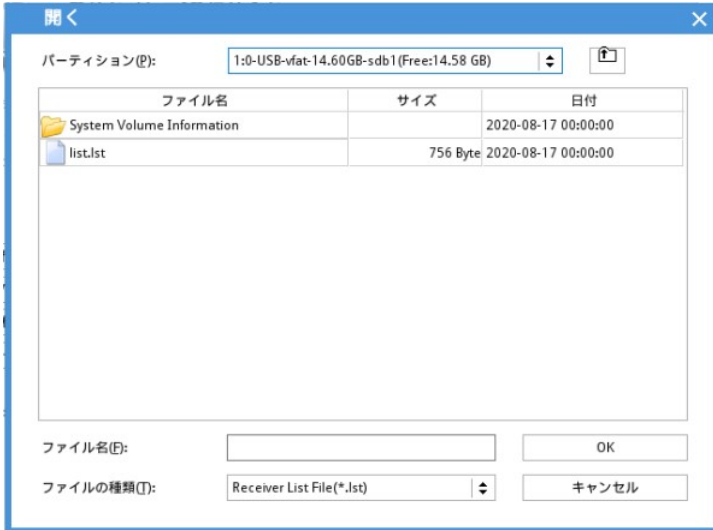 開く
パーティション(P): 1:0-USB-vfat-14.60GB-sdb1(Free:14.58 GB)
ファイル名 サイズ 日付
System Volume Information 2020-08-17 00:00:00
list.lst 756 Byte 2020-08-17 00:00:00
ファイル名(F): OK
ファイルの種類(T): Receiver List File(*.lst) キャンセル